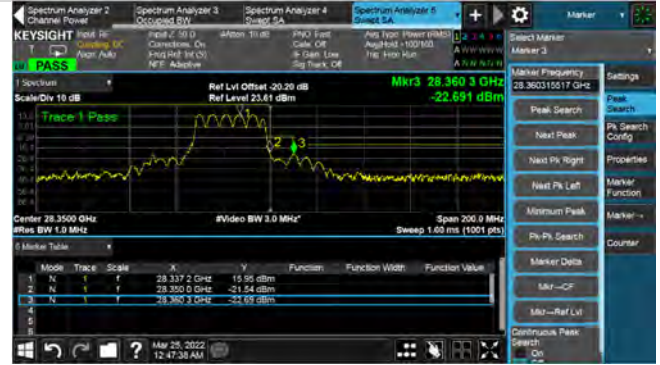 Spectrum Analyzer 2
Channel Power
Spectrum Analyzer 3
Occupied BW
Spectrum Analyzer 4
Swept SA
Spectrum Analyzer 5
Swept SA
Marker
KEYSIGHT
Input: RF
Coupling: DC
Align: Auto
Input Z: 50 Ω
Corrections: On
Freq Ref: Int (S)
NFE: Adaptive
#Atten: 10 dB
PNO: Fast
Gate: Off
IF Gain: Low
Sig Track: Off
Avg Type: Power (RMS)
Avg|Hold: >100/100
Trig: Free Run
PASS
Select Marker
Marker 3
1 Spectrum
Scale/Div 10 dB
Ref Lvl Offset -20.20 dB
Ref Level 23.61 dBm
Mkr3 28.360 3 GHz
-22.691 dBm
Trace 1 Pass
1
2
3
Center 28.3500 GHz
#Res BW 1.0 MHz
#Video BW 3.0 MHz*
Span 200.0 MHz
Sweep 1.00 ms (1001 pts)
Marker Frequency
28.360315517 GHz
Peak Search
Next Peak
Next Pk Right
Next Pk Left
Minimum Peak
Pk-Pk Search
Marker Delta
Mkr→CF
Mkr→Ref Lvl
Continuous Peak
Search
On
Off
Settings
Peak
Search
Pk Search
Config
Properties
Marker
Function
Marker→
Counter
6 Marker Table
Mode Trace Scale X Y Function Function Width Function Value
1 N 1 f 28.337 2 GHz 15.95 dBm
2 N 1 f 28.350 0 GHz -21.54 dBm
3 N 1 f 28.360 3 GHz -22.69 dBm
4
5
6
?
Mar 25, 2022
12:47:38 AM